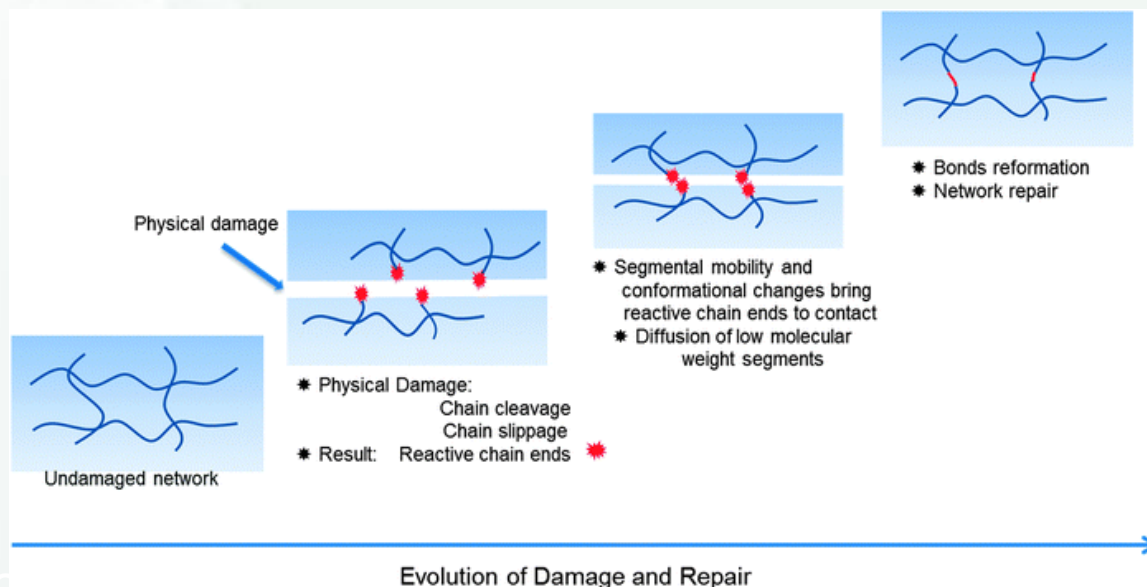 Undamaged network
Physical damage
✷ Physical Damage:
Chain cleavage
Chain slippage
✷ Result: Reactive chain ends
✷ Segmental mobility and
conformational changes bring
reactive chain ends to contact
✷ Diffusion of low molecular
weight segments
✷ Bonds reformation
✷ Network repair
Evolution of Damage and Repair